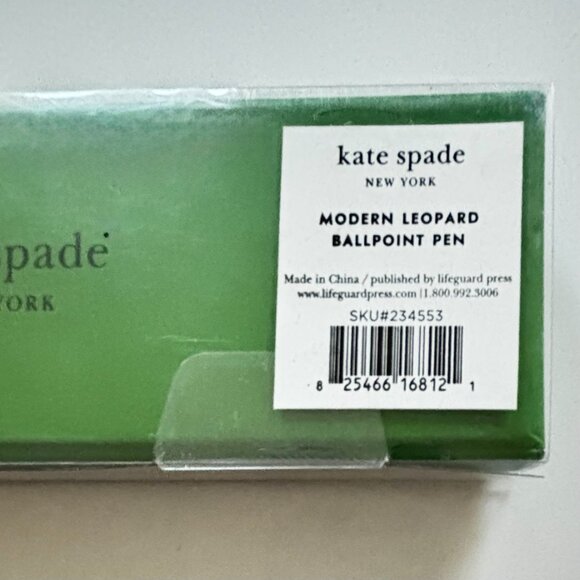 spade
YORK
kate spade
NEW YORK
MODERN LEOPARD
BALLPOINT PEN
Made in China / published by lifeguard press
www.lifeguardpress.com | 1.800.992.3006
SKU#234553
8 25466 16812 1